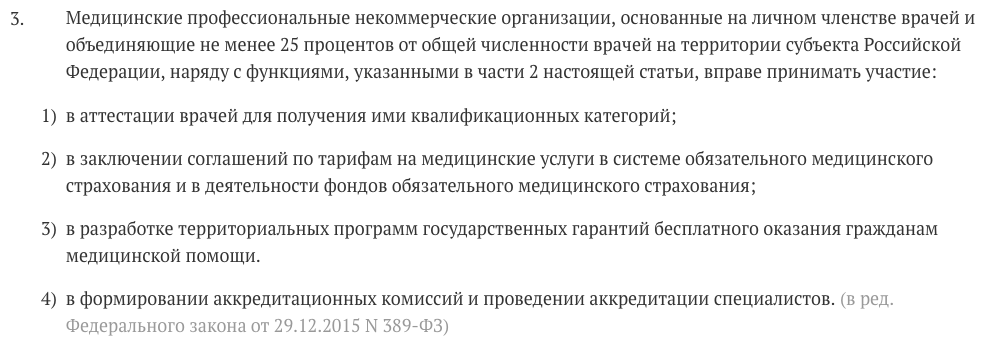 3. Медицинские профессиональные некоммерческие организации, основанные на личном членстве врачей и
объединяющие не менее 25 процентов от общей численности врачей на территории субъекта Российской
Федерации, наряду с функциями, указанными в части 2 настоящей статьи, вправе принимать участие:
1) в аттестации врачей для получения ими квалификационных категорий;
2) в заключении соглашений по тарифам на медицинские услуги в системе обязательного медицинского
страхования и в деятельности фондов обязательного медицинского страхования;
3) в разработке территориальных программ государственных гарантий бесплатного оказания гражданам
медицинской помощи.
4) в формировании аккредитационных комиссий и проведении аккредитации специалистов. (в ред.
Федерального закона от 29.12.2015 N 389-ФЗ)